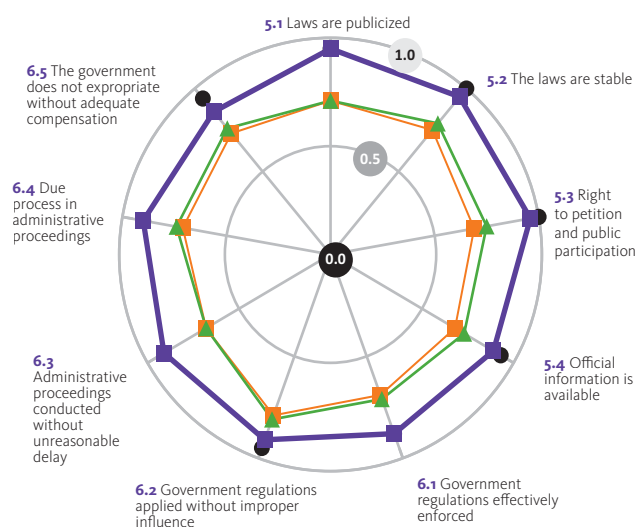 5.1 Laws are publicized
1.0
5.2 The laws are stable
0.5
5.3 Right
to petition
and public
participation
0.0
5.4 Official
information is
available
6.1 Government
regulations effectively
enforced
6.2 Government regulations
applied without improper
influence
6.3
Administrative
proceedings
conducted
without
unreasonable
delay
6.4 Due
process in
administrative
proceedings
6.5 The government
does not expropriate
without adequate
compensation